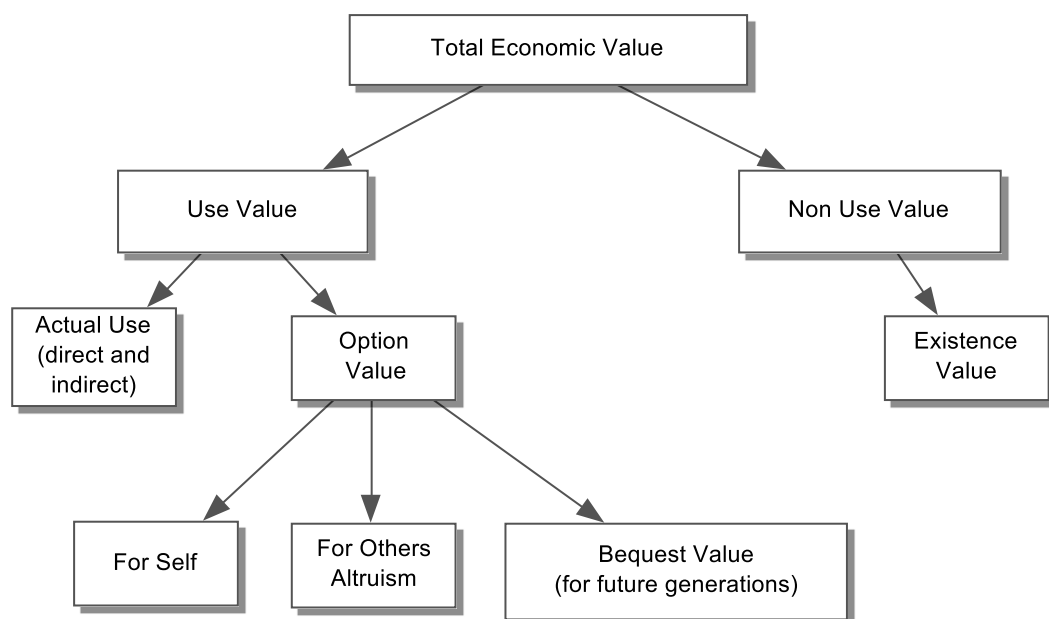 Total Economic Value
Use Value
Non Use Value
Actual Use
(direct and
indirect)
Option
Value
Existence
Value
For Self
For Others
Altruism
Bequest Value
(for future generations)